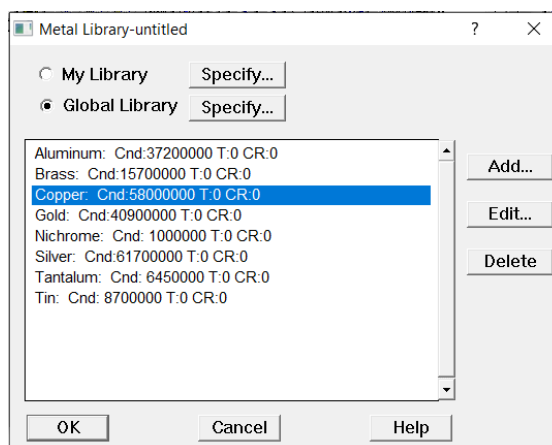 Metal Library-untitled ? ×
My Library Specify...
Global Library Specify...
Aluminum: Cnd:37200000 T:0 CR:0
Brass: Cnd:15700000 T:0 CR:0
Copper: Cnd:58000000 T:0 CR:0
Gold: Cnd:40900000 T:0 CR:0
Nichrome: Cnd: 1000000 T:0 CR:0
Silver: Cnd:61700000 T:0 CR:0
Tantalum: Cnd: 6450000 T:0 CR:0
Tin: Cnd: 8700000 T:0 CR:0
Add...
Edit...
Delete
OK Cancel Help